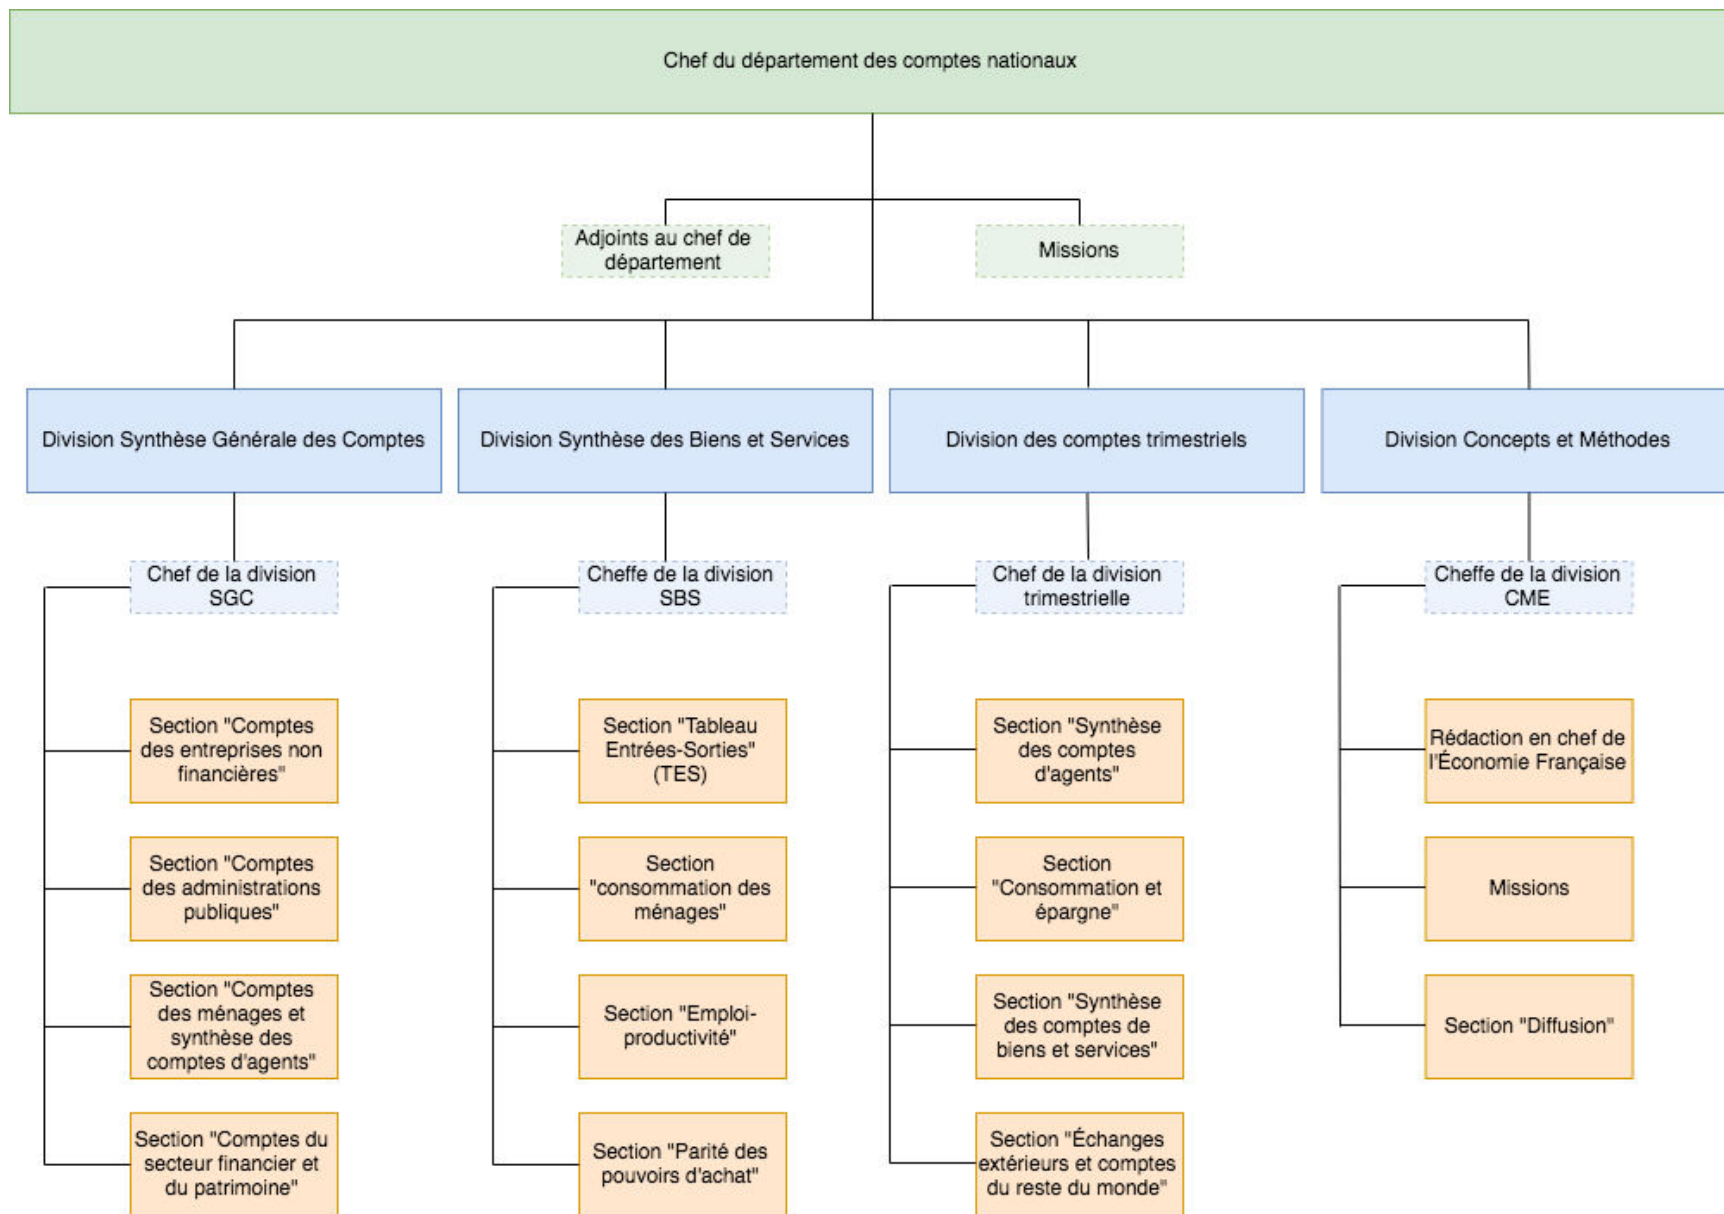 Chef du département des comptes nationaux
Adjoints au chef de
département
Missions
Division Synthèse Générale des Comptes
Division Synthèse des Biens et Services
Division des comptes trimestriels
Division Concepts et Méthodes
Chef de la division
SGC
Cheffe de la division
SBS
Chef de la division
trimestrielle
Cheffe de la division
CME
Section "Comptes
des entreprises non
financières"
Section "Tableau
Entrées-Sorties"
(TES)
Section "Synthèse
des comptes
d'agents"
Rédaction en chef de
l'Économie Française
Section "Comptes
des administrations
publiques"
Section
"consommation des
ménages"
Section
"Consommation et
épargne"
Missions
Section "Comptes
des ménages et
synthèse des
comptes d'agents"
Section "Emploi-
productivité"
Section "Synthèse
des comptes de
biens et services"
Section "Diffusion"
Section "Comptes du
secteur financier et
du patrimoine"
Section "Parité des
pouvoirs d'achat"
Section "Échanges
extérieurs et comptes
du reste du monde"